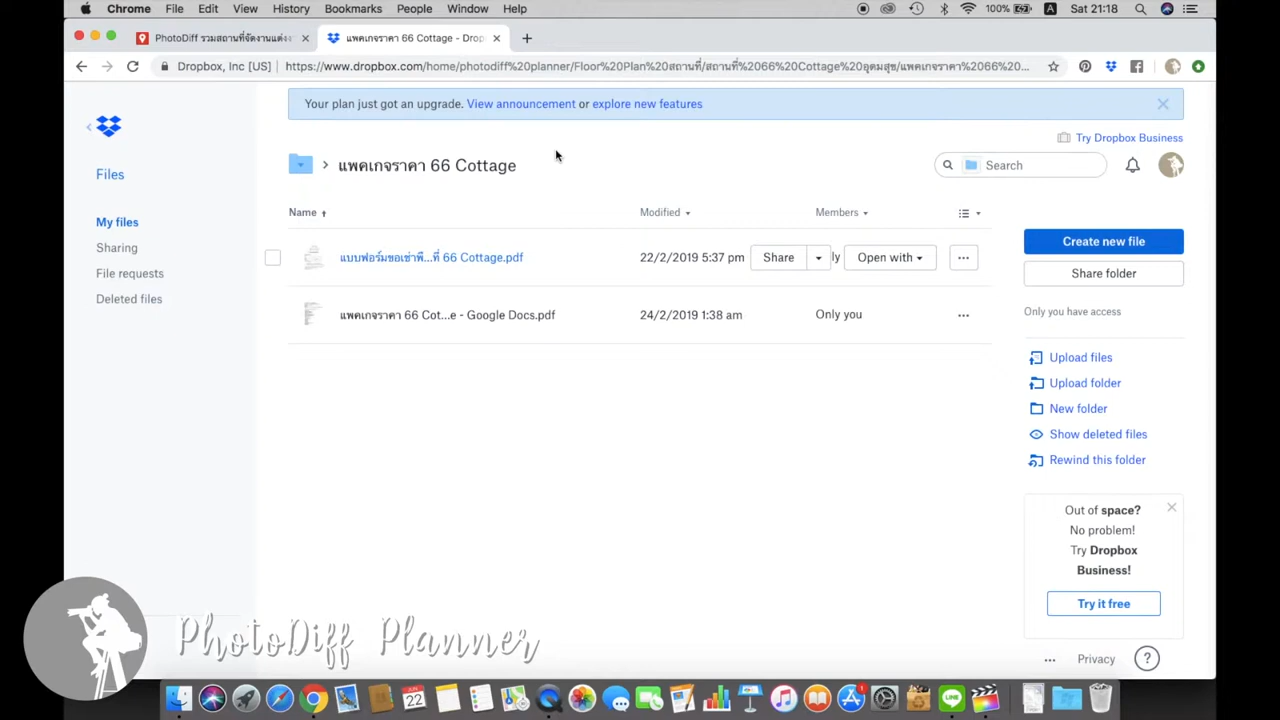 Chrome File Edit View History Bookmarks People Window Help 100% A Sat 21:18
PhotoDiff รวมสถานที่จัดงานแต่งง
แพคเกจราคา 66 Cottage - Drop
Dropbox, Inc [US] https://www.dropbox.com/home/photodiff%20planner/Floor%20Plan%20สถานที่/สถานที่%2066%20Cottage%20อุดมสุข/แพคเกจราคา%2066%20...
Your plan just got an upgrade. View announcement or explore new features
Try Dropbox Business
แพคเกจราคา 66 Cottage
Search
Files
My files
Sharing
File requests
Deleted files
Name Modified Members
แบบฟอร์มขอเช่าพื้...ที่ 66 Cottage.pdf 22/2/2019 5:37 pm Share ly Open with ...
แพคเกจราคา 66 Cot...e - Google Docs.pdf 24/2/2019 1:38 am Only you ...
Create new file
Share folder
Only you have access
Upload files
Upload folder
New folder
Show deleted files
Rewind this folder
Out of space?
No problem!
Try Dropbox
Business!
Try it free
... Privacy ?
PhotoDiff Planner
22